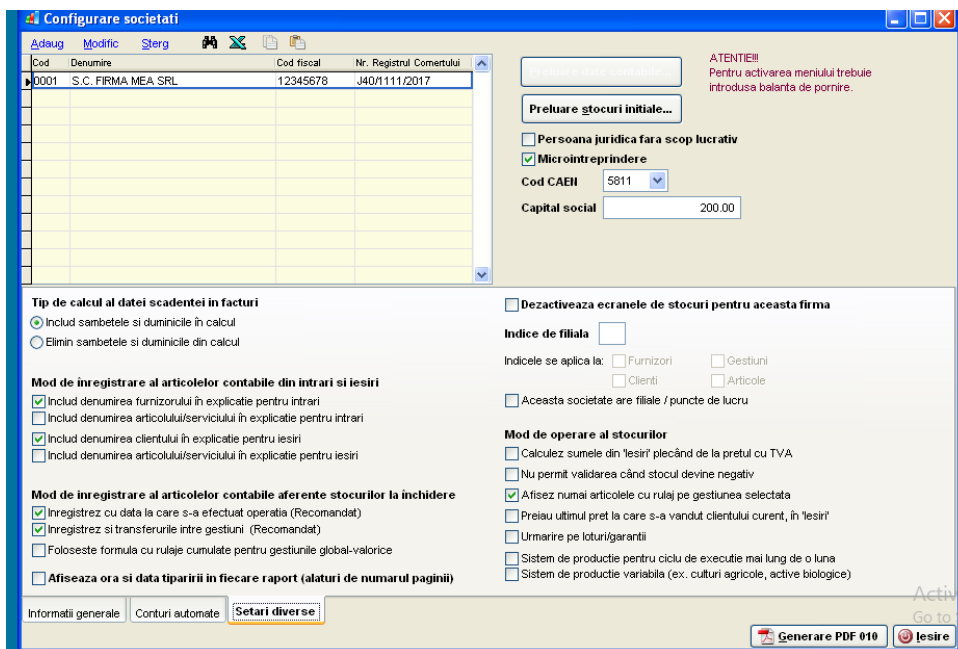 Configurare societati
Adaug Modific Sterg
Cod Denumire Cod fiscal Nr. Registrul Comertului
0001 S.C. FIRMA MEA SRL 12345678 J40/1111/2017
Preluare date contabile...
ATENTIE!!!
Pentru activarea meniului trebuie
introdusa balanta de pornire.
Preluare stocuri initiale...
Persoana juridica fara scop lucrativ
Microintreprindere
Cod CAEN 5811
Capital social 200.00
Tip de calcul al datei scadentei in facturi
Includ sambetele si duminicile în calcul
Elimin sambetele si duminicile din calcul
Mod de înregistrare al articolelor contabile din intrari si iesiri
Includ denumirea furnizorului în explicatie pentru intrari
Includ denumirea articolului/serviciului în explicatie pentru intrari
Includ denumirea clientului în explicatie pentru iesiri
Includ denumirea articolului/serviciului în explicatie pentru iesiri
Mod de inregistrare al articolelor contabile aferente stocurilor la închidere
Inregistrez cu data la care s-a efectuat operatia (Recomandat)
Inregistrez si transferurile intre gestiuni (Recomandat)
Foloseste formula cu rulaje cumulate pentru gestiunile global-valorice
Afiseaza ora si data tiparirii in fiecare raport (alaturi de numarul paginii)
Dezactiveaza ecranele de stocuri pentru aceasta firma
Indice de filiala
Indicele se aplica la: Furnizori Gestiuni
Clienti Articole
Aceasta societate are filiale / puncte de lucru
Mod de operare al stocurilor
Calculez sumele din 'Iesiri' plecând de la pretul cu TVA
Nu permit validarea când stocul devine negativ
Afisez numai articolele cu rulaj pe gestiunea selectata
Preiau ultimul pret la care s-a vandut clientului curent, în 'Iesiri'
Urmarire pe loturi/garantii
Sistem de productie pentru ciclu de executie mai lung de o luna
Sistem de productie variabila (ex. culturi agricole, active biologice)
Informatii generale Conturi automate Setari diverse
Activ
Go to
Generare PDF 010 Iesire